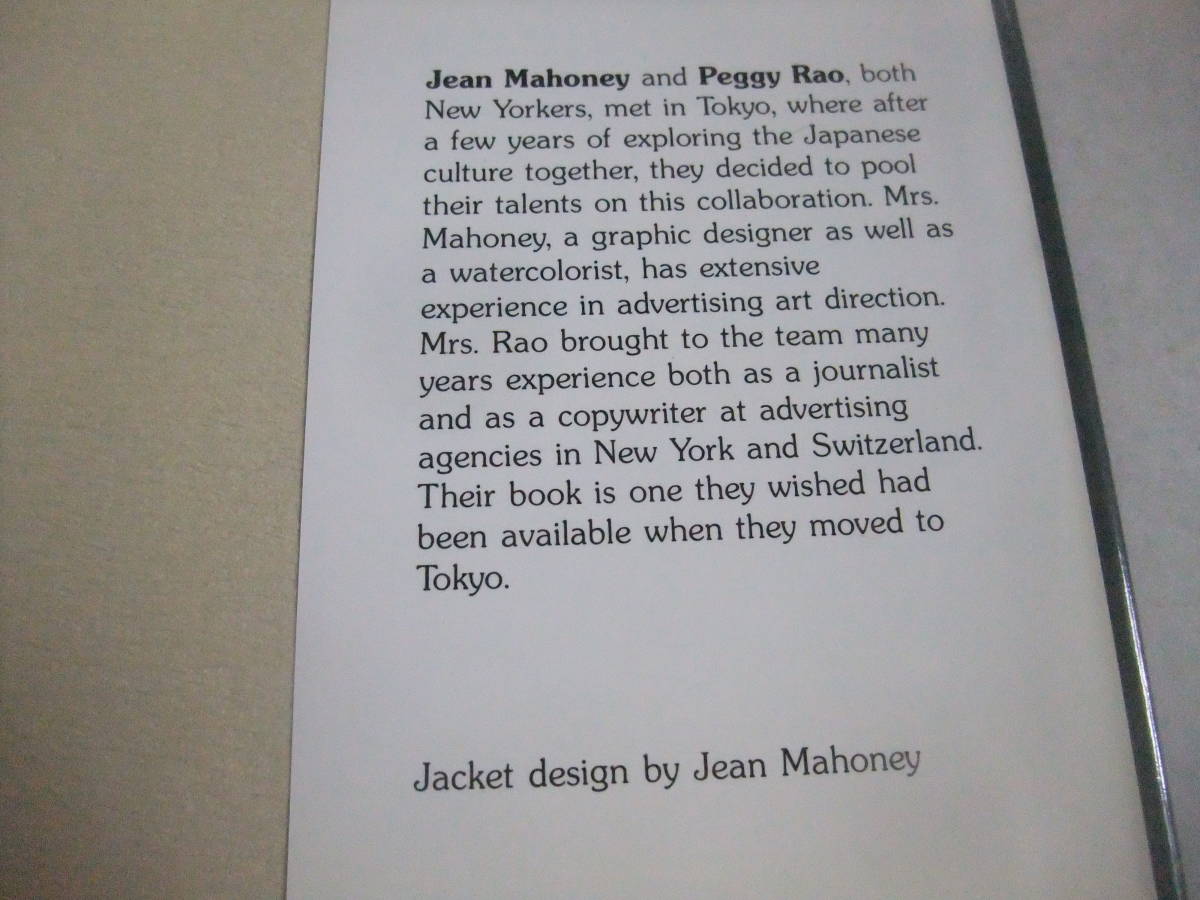 Jean Mahoney and Peggy Rao, both
New Yorkers, met in Tokyo, where after
a few years of exploring the Japanese
culture together, they decided to pool
their talents on this collaboration. Mrs.
Mahoney, a graphic designer as well as
a watercolorist, has extensive
experience in advertising art direction.
Mrs. Rao brought to the team many
years experience both as a journalist
and as a copywriter at advertising
agencies in New York and Switzerland.
Their book is one they wished had
been available when they moved to
Tokyo.
Jacket design by Jean Mahoney